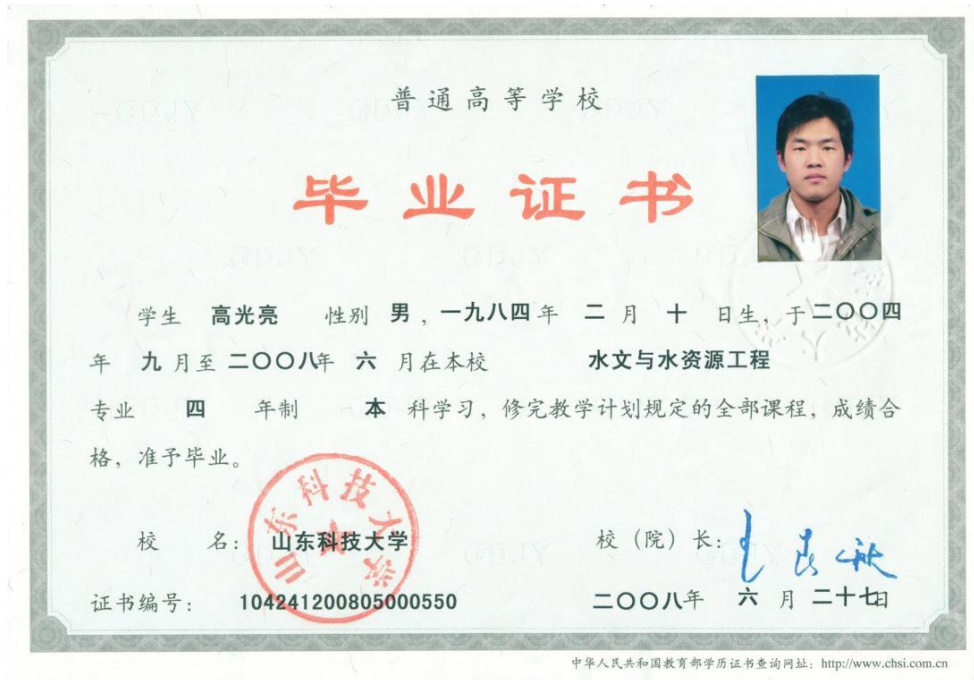 普通高等学校
毕业证书
学生 高光亮 性别 男，一九八四年 二 月 十 日生，于二〇〇四
年 九月至二〇〇八年 六 月在本校 水文与水资源工程
专业 四 年制 本 科学习，修完教学计划规定的全部课程，成绩合
格，准予毕业。
山东科技大学
校 名：山东科技大学 校（院）长：
证书编号：104241200805000550 二〇〇八年 六 月 二十七日
中华人民共和国教育部学历证书查询网址：http://www.chsi.com.cn